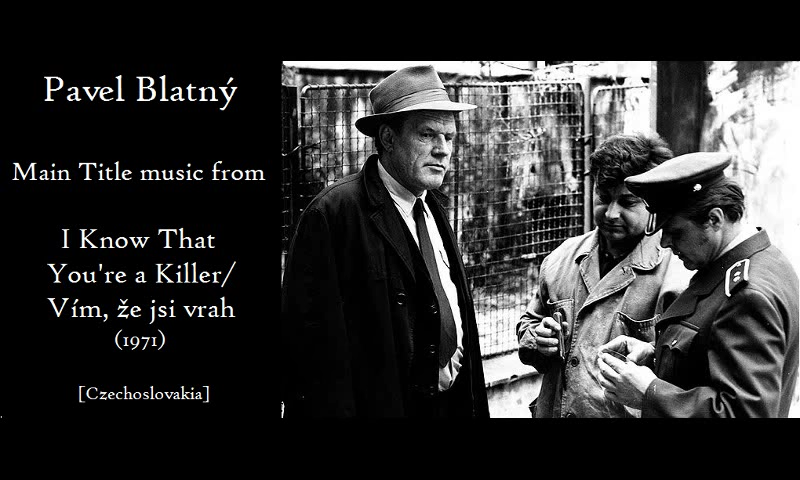 Pavel Blatný
Main Title music from
I Know That
You're a Killer/
Vím, že jsi vrah
(1971)
[Czechoslovakia]